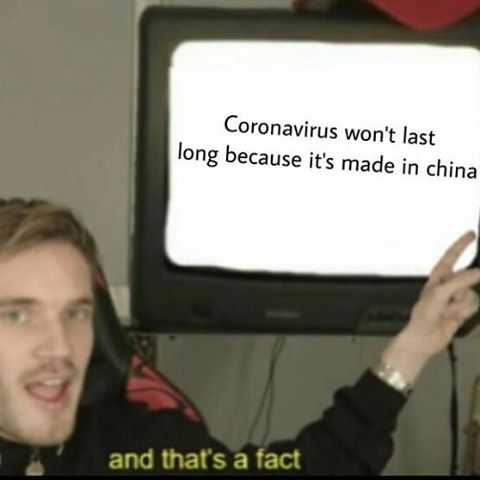 Coronavirus won't last
long because it's made in china
and that's a fact